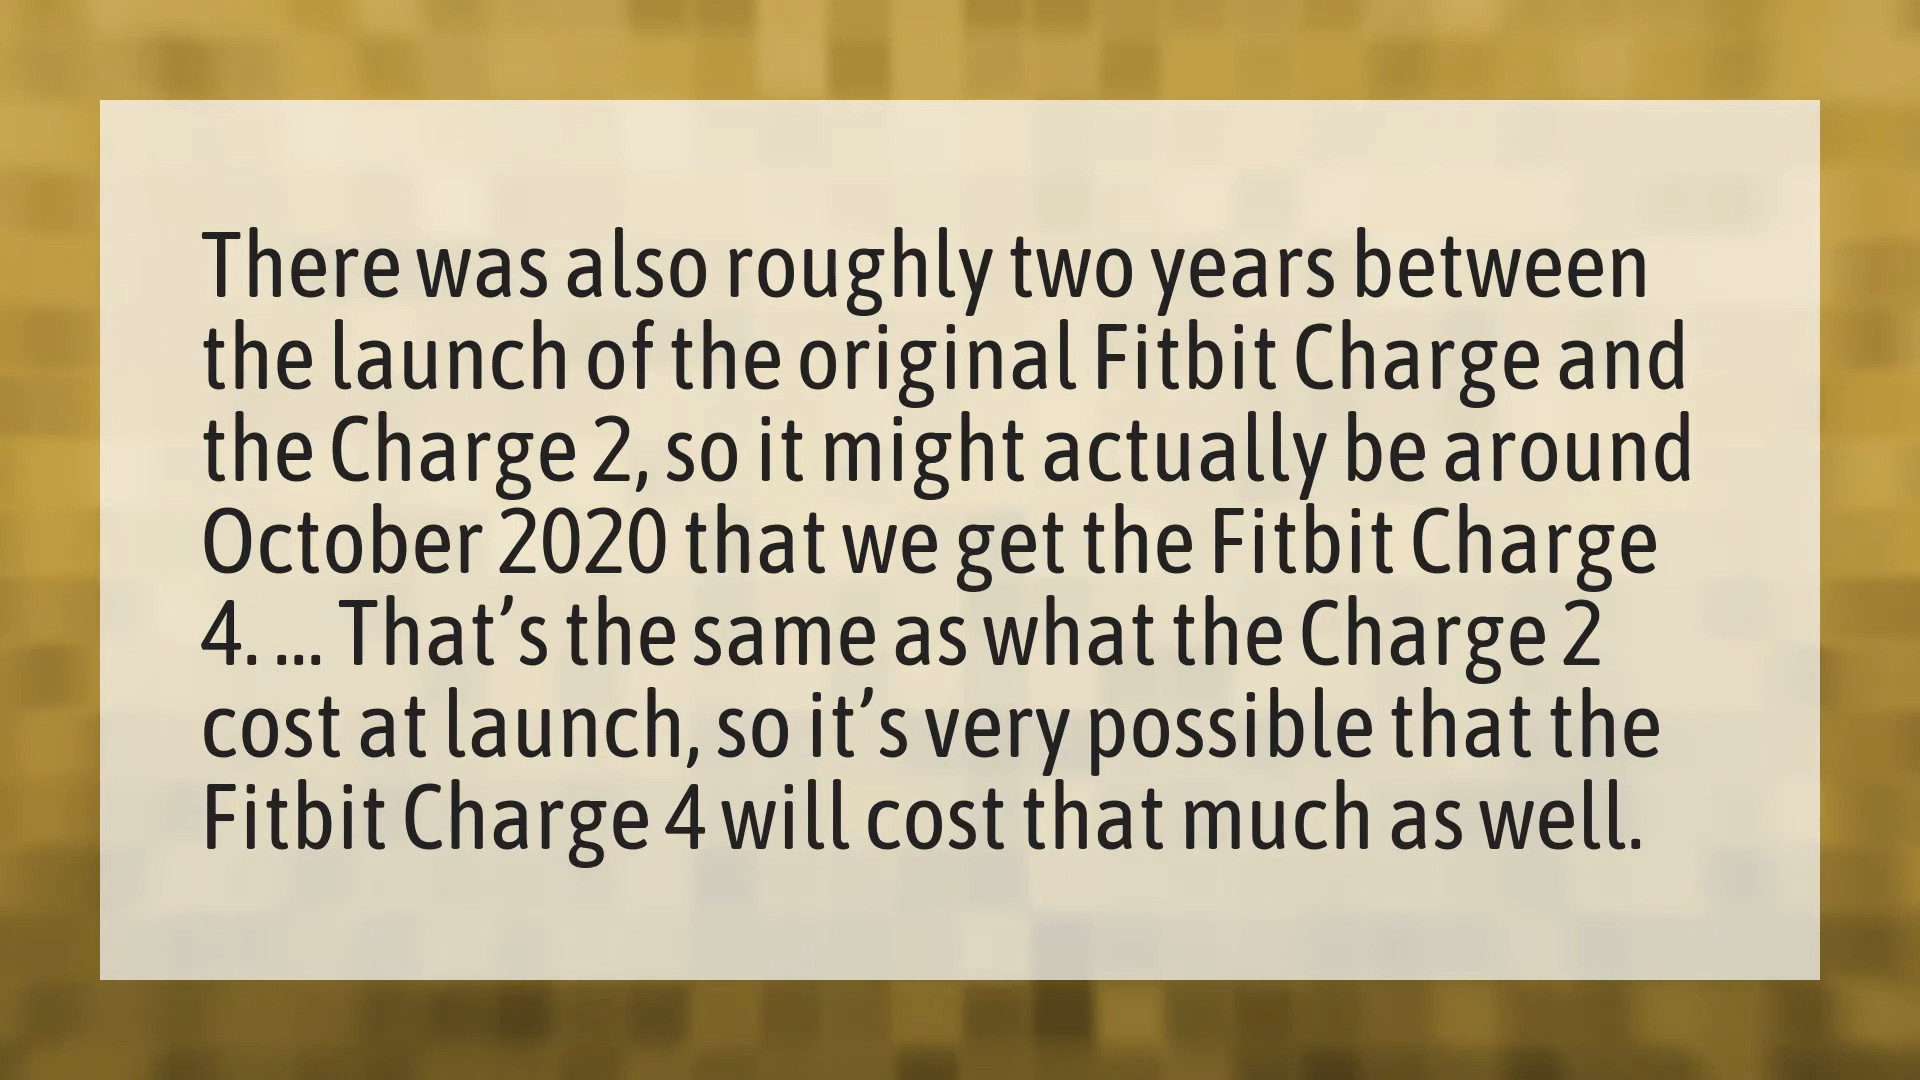 There was also roughly two years between
the launch of the original Fitbit Charge and
the Charge 2, so it might actually be around
October 2020 that we get the Fitbit Charge
4. ... That’s the same as what the Charge 2
cost at launch, so it’s very possible that the
Fitbit Charge 4 will cost that much as well.